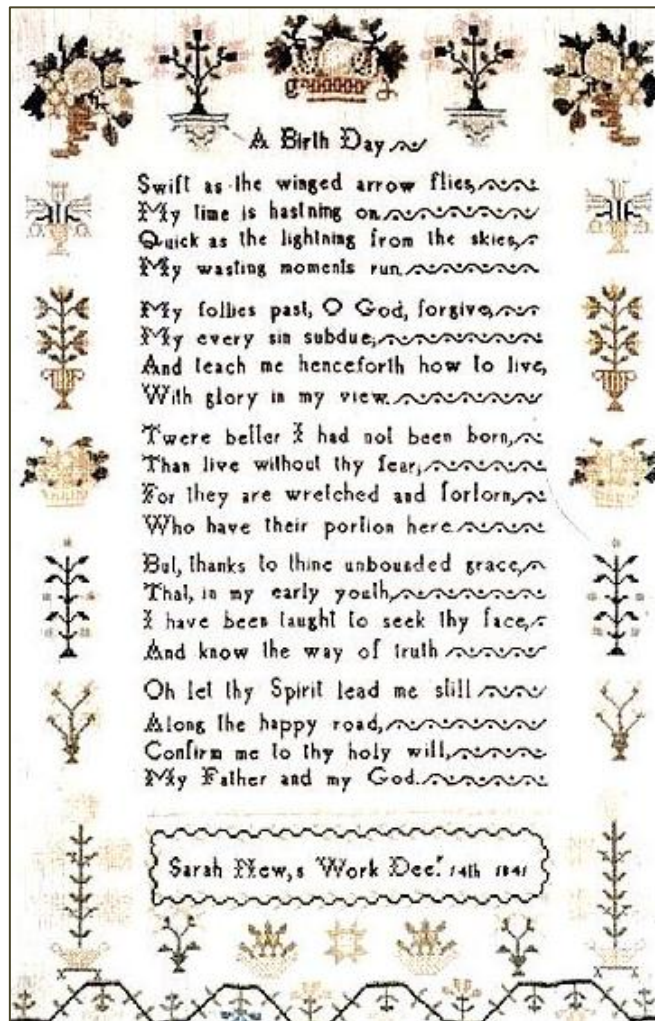 A Birth Day
Swift as the winged arrow flies,
My time is hastning on
Quick as the lightning from the skies,
My wasting moments run.
My follies past, O God, forgive,
My every sin subdue,
And teach me henceforth how to live,
With glory in my view.
Twere better I had not been born,
Than live without thy fear,
For they are wretched and forlorn,
Who have their portion here
But, thanks to thine unbounded grace,
That, in my early youth,
I have been taught to seek thy face,
And know the way of truth
Oh let thy Spirit lead me still
Along the happy road,
Confirm me to thy holy will,
My Father and my God.
Sarah New,s Work Decr. 14th 1841